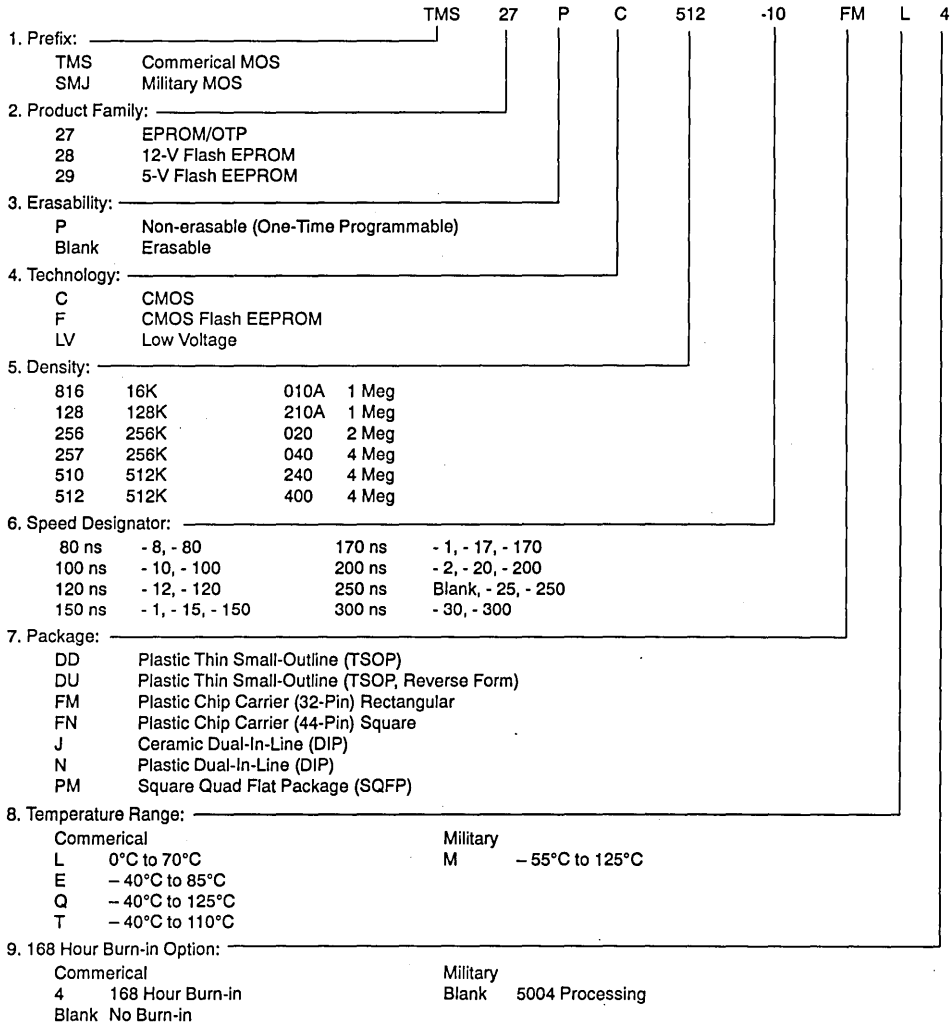 TMS 27 P C 512 -10 FM L 4
1. Prefix:
TMS Commerical MOS
SMJ Military MOS
2. Product Family:
27 EPROM/OTP
28 12-V Flash EPROM
29 5-V Flash EEPROM
3. Erasability:
P Non-erasable (One-Time Programmable)
Blank Erasable
4. Technology:
C CMOS
F CMOS Flash EEPROM
LV Low Voltage
5. Density:
816 16K 010A 1 Meg
128 128K 210A 1 Meg
256 256K 020 2 Meg
257 256K 040 4 Meg
510 512K 240 4 Meg
512 512K 400 4 Meg
6. Speed Designator:
80 ns - 8, - 80 170 ns - 1, - 17, - 170
100 ns - 10, - 100 200 ns - 2, - 20, - 200
120 ns - 12, - 120 250 ns Blank, - 25, - 250
150 ns - 1, - 15, - 150 300 ns - 30, - 300
7. Package:
DD Plastic Thin Small-Outline (TSOP)
DU Plastic Thin Small-Outline (TSOP, Reverse Form)
FM Plastic Chip Carrier (32-Pin) Rectangular
FN Plastic Chip Carrier (44-Pin) Square
J Ceramic Dual-In-Line (DIP)
N Plastic Dual-In-Line (DIP)
PM Square Quad Flat Package (SQFP)
8. Temperature Range:
Commerical Military
L 0°C to 70°C M – 55°C to 125°C
E – 40°C to 85°C
Q – 40°C to 125°C
T – 40°C to 110°C
9. 168 Hour Burn-in Option:
Commerical Military
4 168 Hour Burn-in Blank 5004 Processing
Blank No Burn-in